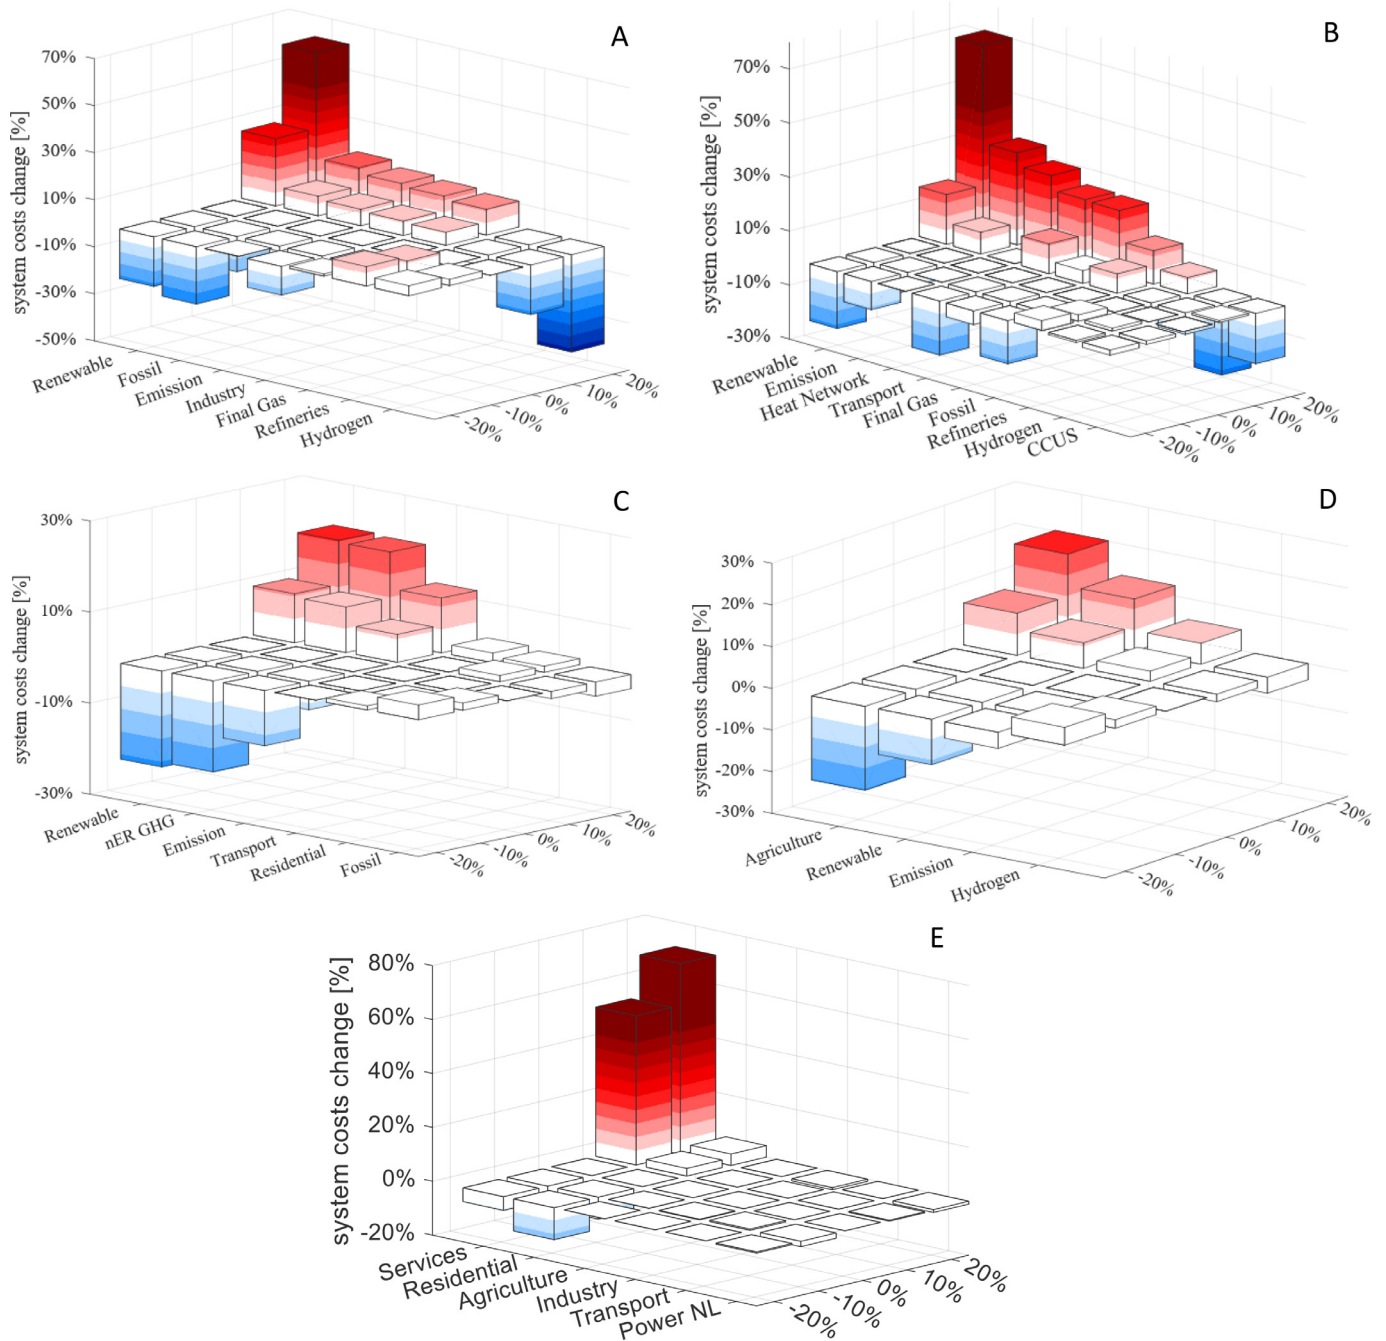 A
system costs change [%]
70%
50%
30%
10%
-10%
-30%
-50%
Renewable
Fossil
Emission
Industry
Final Gas
Refineries
Hydrogen
-20%
-10%
0%
10%
20%
B
system costs change [%]
70%
50%
30%
10%
-10%
-30%
Renewable
Emission
Heat Network
Transport
Final Gas
Fossil
Refineries
Hydrogen
CCUS
-20%
-10%
0%
10%
20%
C
system costs change [%]
30%
10%
-10%
-30%
Renewable
nER GHG
Emission
Transport
Residential
Fossil
-20%
-10%
0%
10%
20%
D
system costs change [%]
30%
20%
10%
0%
-10%
-20%
-30%
Agriculture
Renewable
Emission
Hydrogen
-20%
-10%
0%
10%
20%
E
system costs change [%]
80%
60%
40%
20%
0%
-20%
Services
Residential
Agriculture
Industry
Transport
Power NL
-20%
-10%
0%
10%
20%